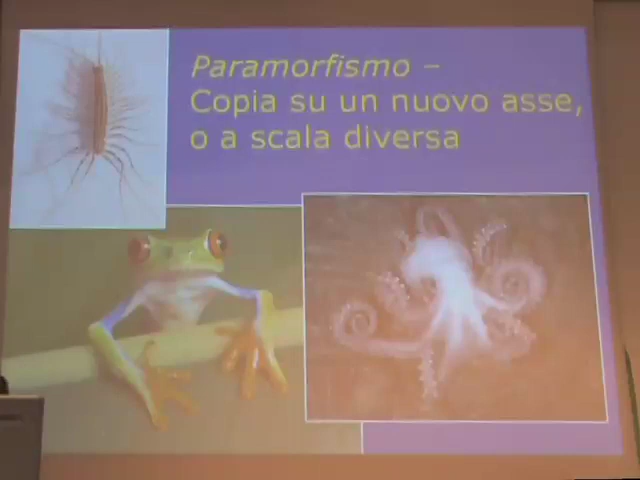 Paramorfismo –
Copia su un nuovo asse,
o a scala diversa